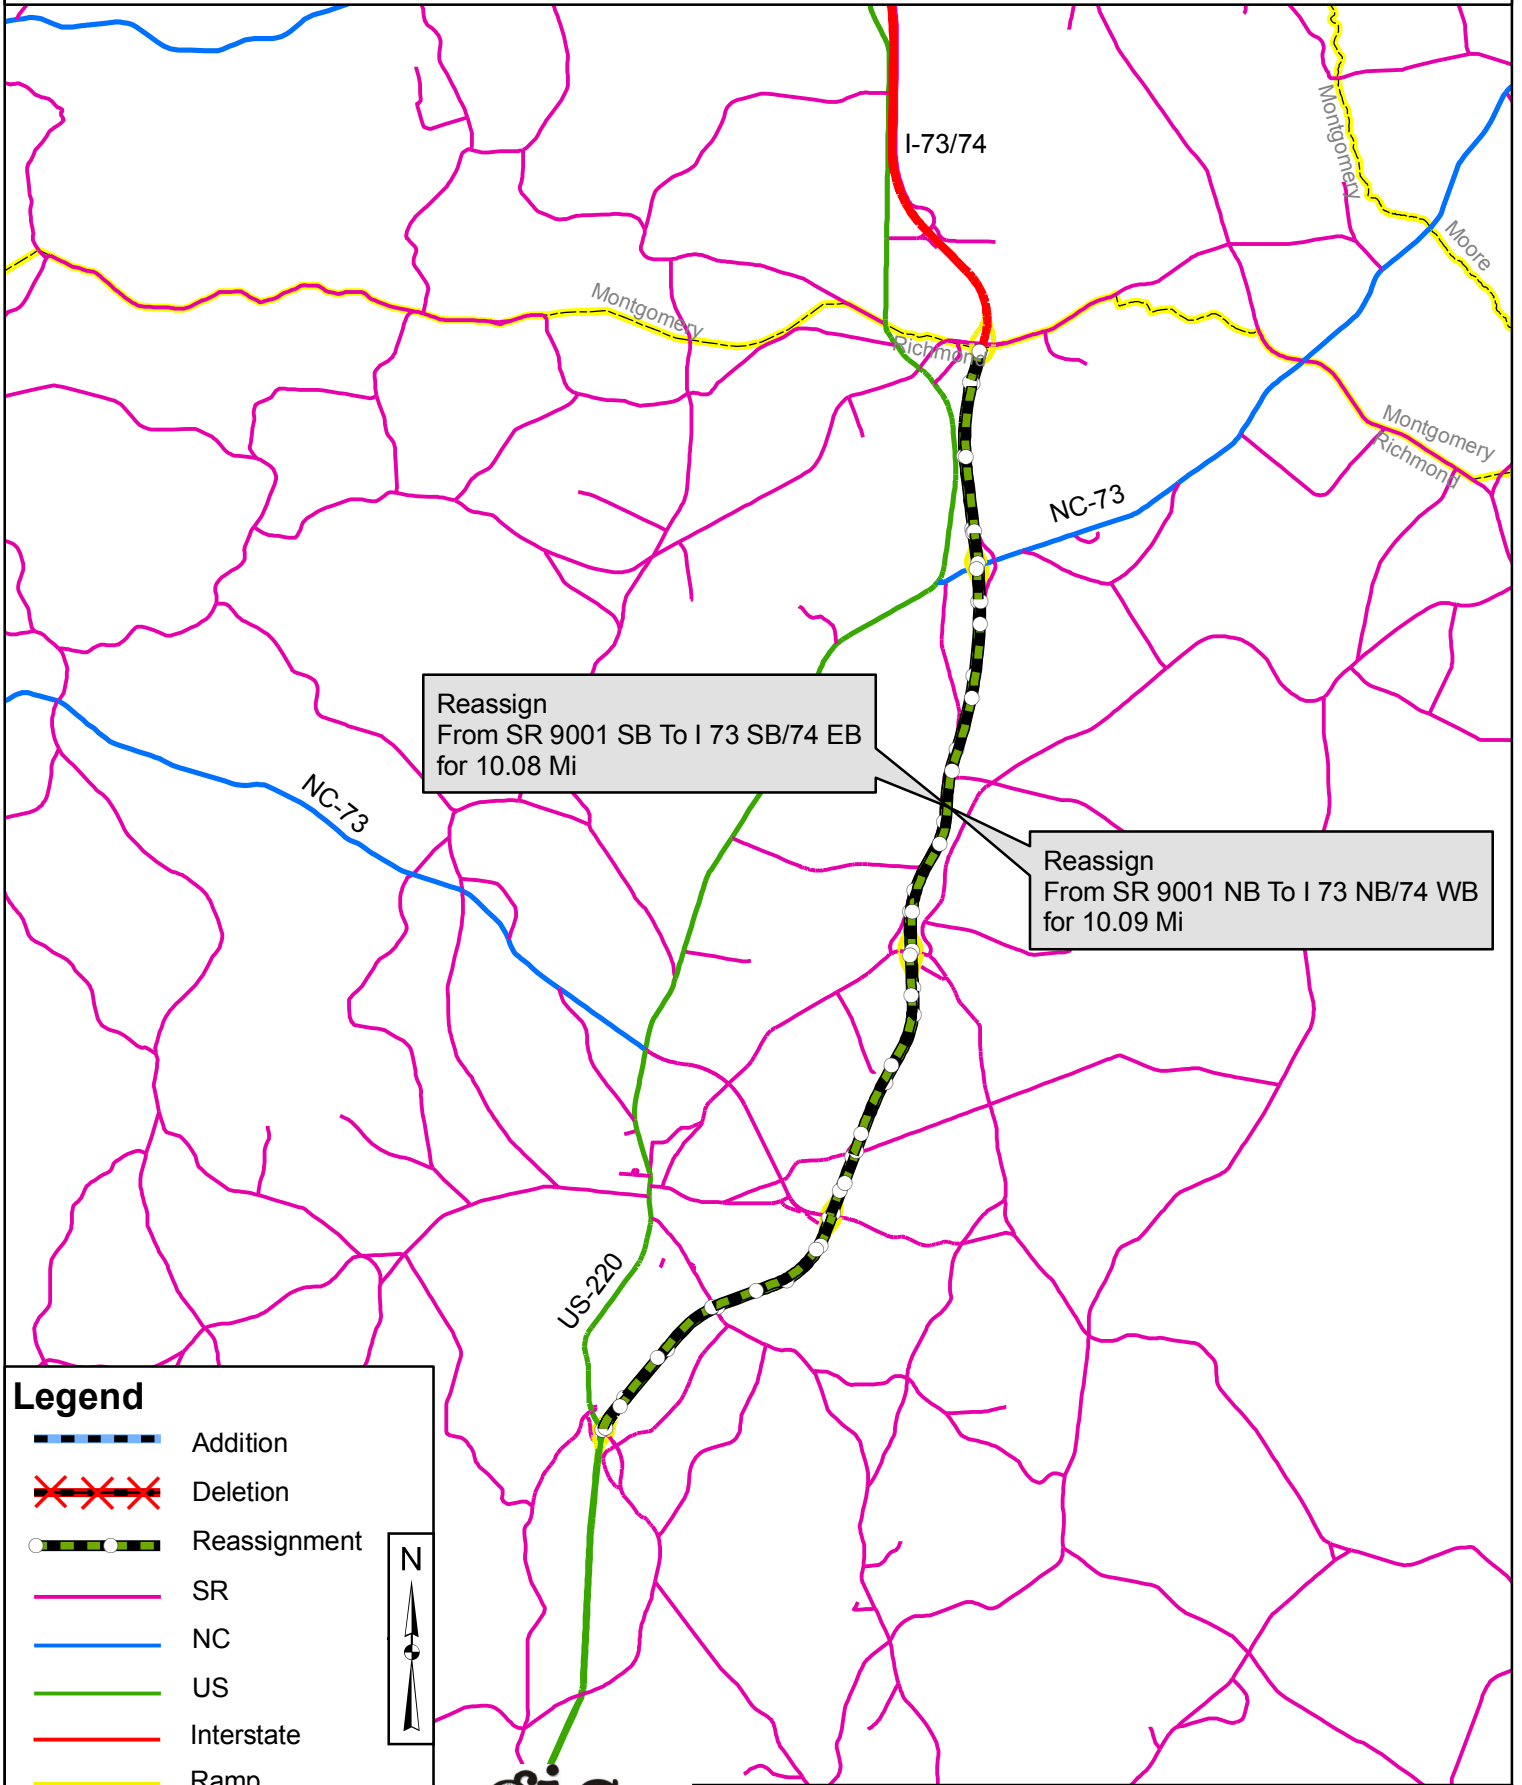 I-73/74
Montgomery
Moore
Montgomery
Richmond
Montgomery
Richmond
NC-73
Reassign
From SR 9001 SB To I 73 SB/74 EB
for 10.08 Mi
NC-73
Reassign
From SR 9001 NB To I 73 NB/74 WB
for 10.09 Mi
US-220
Legend
Addition
Deletion
Reassignment
N
SR
NC
US
Interstate
Ramp